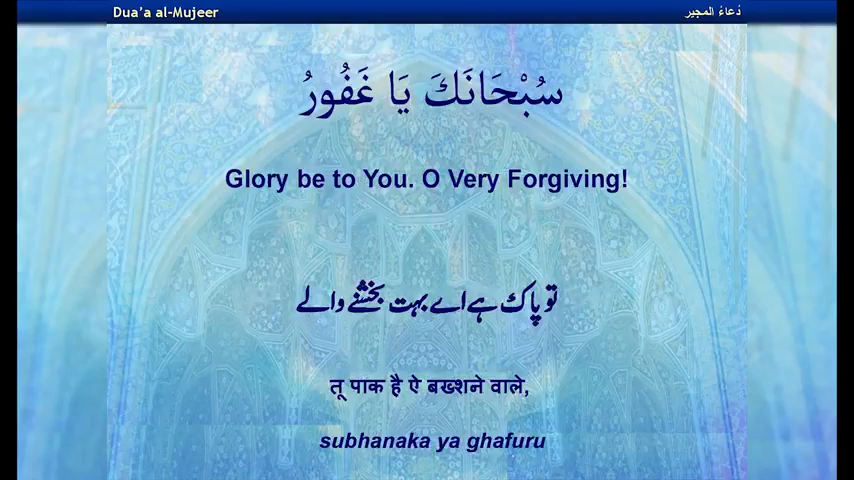 Dua'a al-Mujeer دُعاءُ المجير
سُبْحَانَكَ يَا غَفُورُ
Glory be to You. O Very Forgiving!
تو پاک ہے اے بہت بخشنے والے
तू पाक है ऐ बख्शने वाले,
subhanaka ya ghafuru